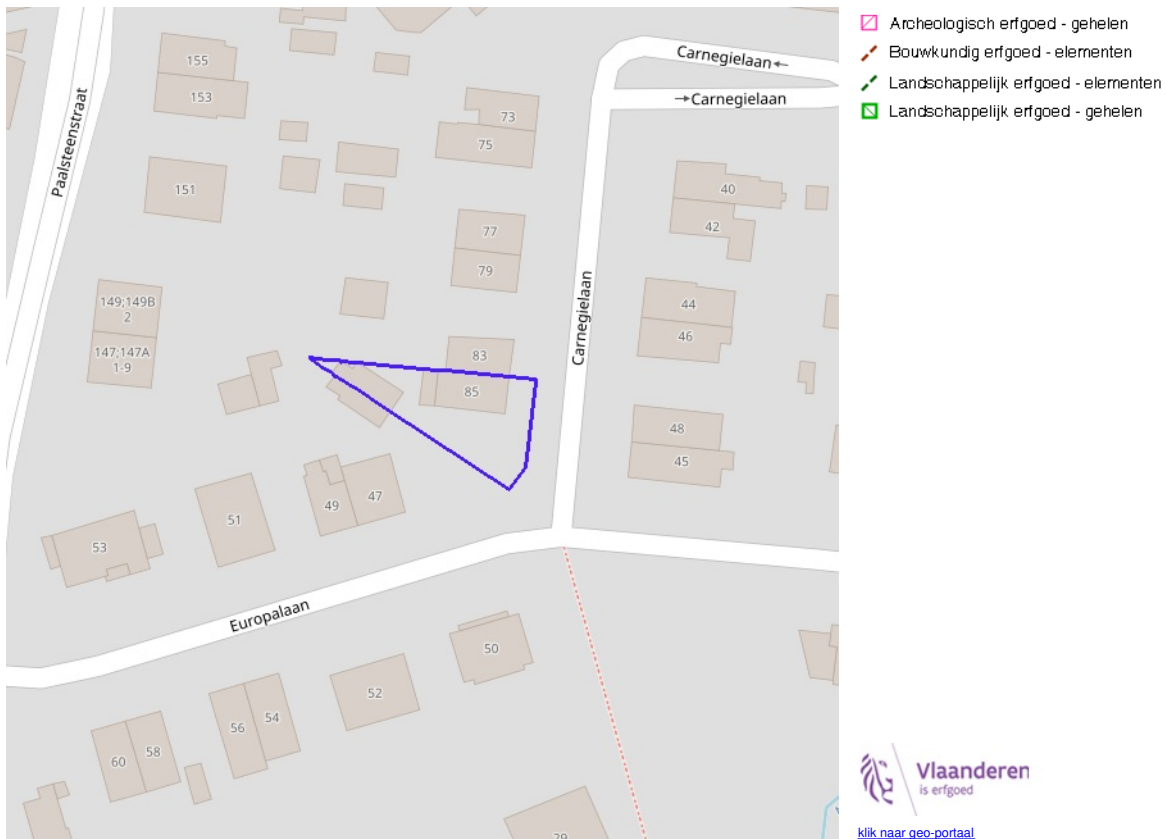 Archeologisch erfgoed - gehelen
Bouwkundig erfgoed - elementen
Landschappelijk erfgoed - elementen
Landschappelijk erfgoed - gehelen
Carnegielaan←
→Carnegielaan
Paalsteenstraat
155
153
73
75
151
40
42
77
79
Carnegielaan
149;149B
2
147;147A
1-9
44
46
83
85
48
45
49
47
51
53
Europalaan
50
52
56
54
60
58
29
Vlaanderen
is erfgoed
klik naar geo-portaal